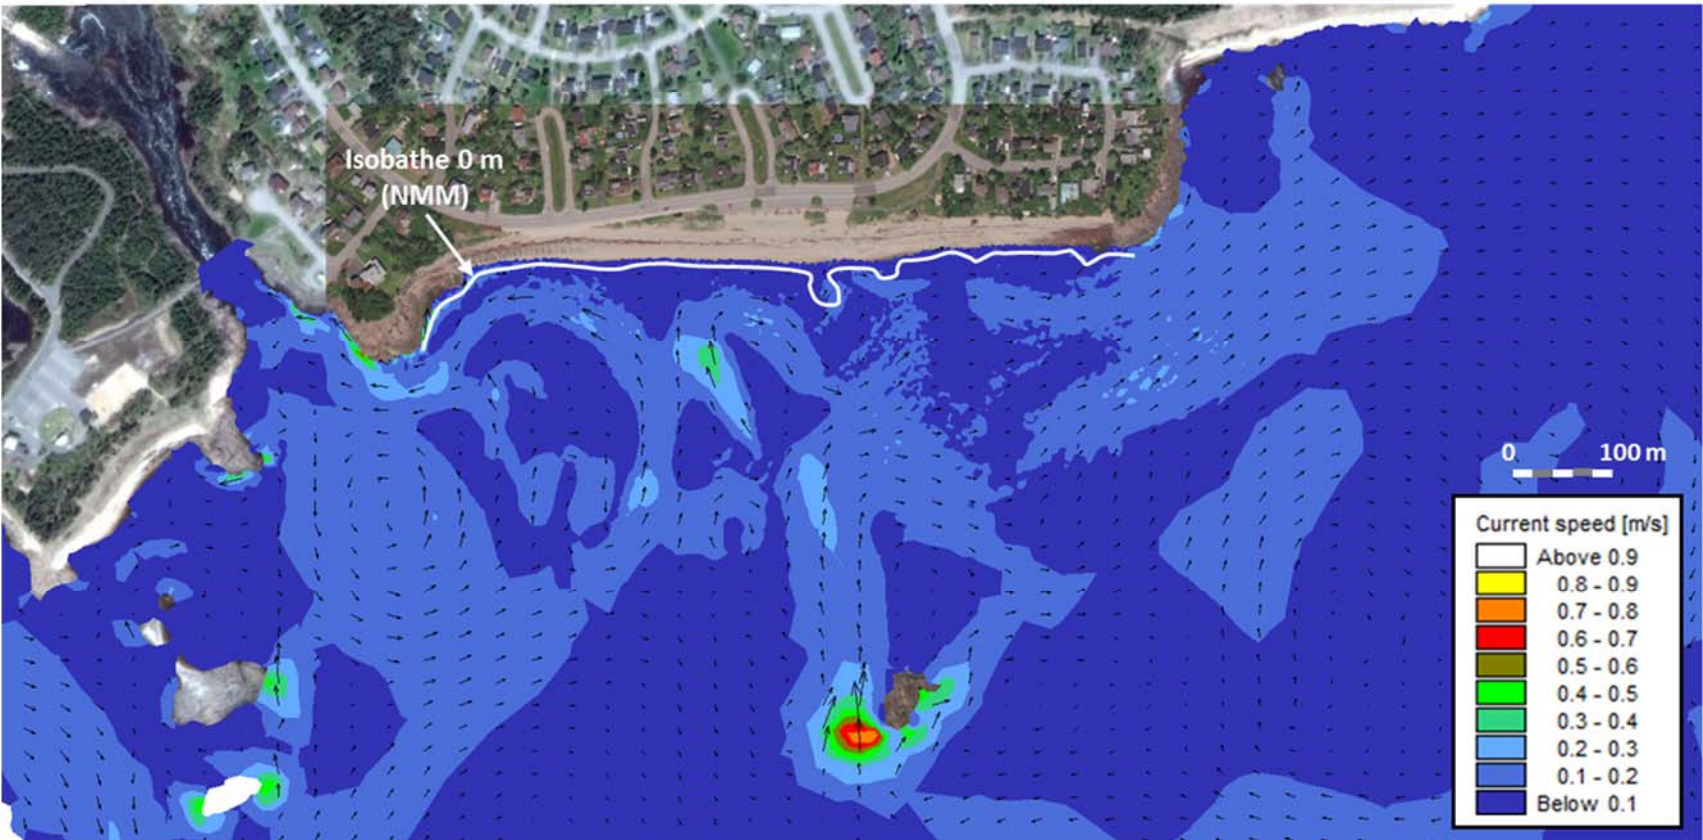 Isobathe 0 m
(NMM)
0 100 m
Current speed [m/s]
Above 0.9
0.8 - 0.9
0.7 - 0.8
0.6 - 0.7
0.5 - 0.6
0.4 - 0.5
0.3 - 0.4
0.2 - 0.3
0.1 - 0.2
Below 0.1